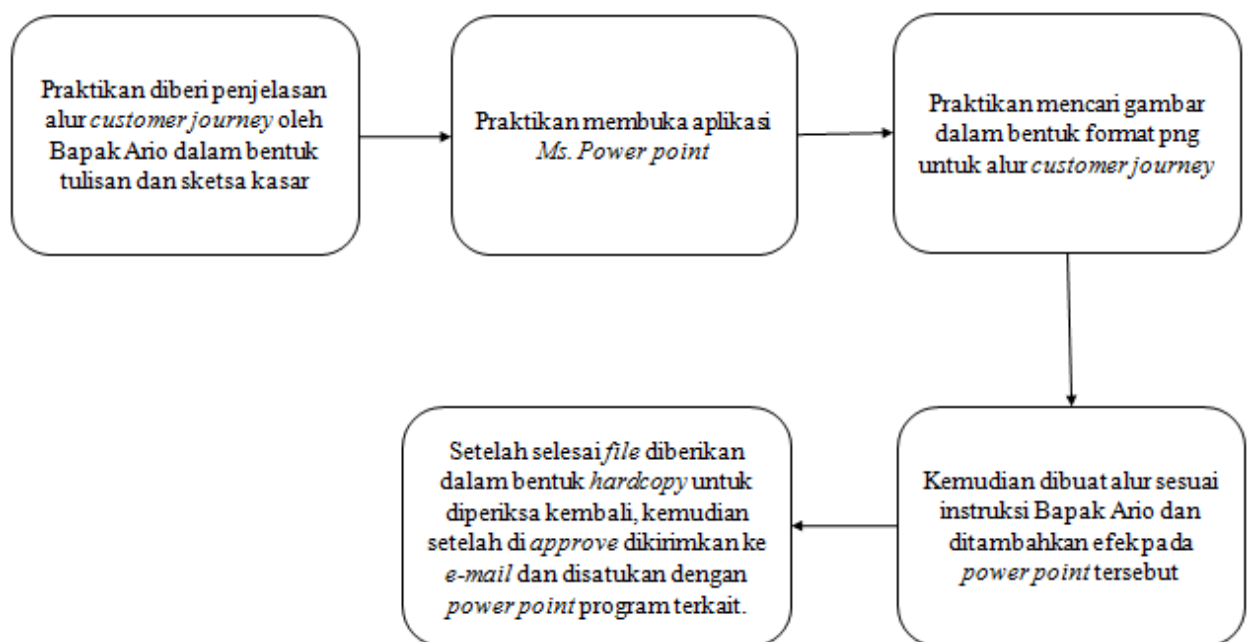 Praktikan diberi penjelasan
alur customer journey oleh
Bapak Ario dalam bentuk
tulisan dan sketsa kasar
Praktikan membuka aplikasi
Ms. Power point
Praktikan mencari gambar
dalam bentuk format png
untuk alur customer journey
Kemudian dibuat alur sesuai
instruksi Bapak Ario dan
ditambahkan efek pada
power point tersebut
Setelah selesai file diberikan
dalam bentuk hardcopy untuk
diperiksa kembali, kemudian
setelah di approve dikirimkan ke
e-mail dan disatukan dengan
power point program terkait.